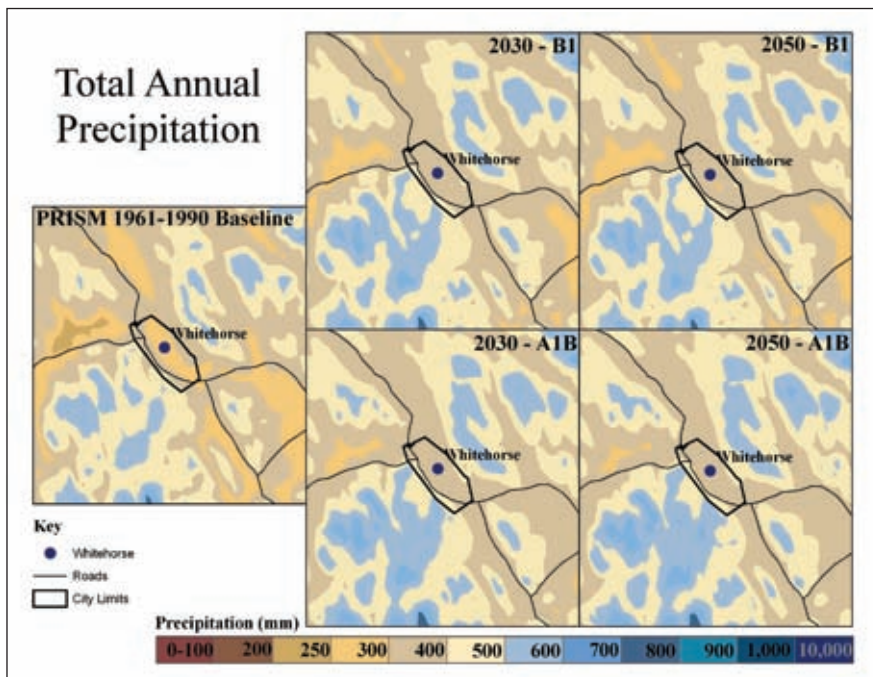 Total Annual
Precipitation
2030 - B1
Whitehorse
2050 - B1
Whitehorse
PRISM 1961-1990 Baseline
Whitehorse
2030 - A1B
Whitehorse
2050 - A1B
Whitehorse
Key
Whitehorse
Roads
City Limits
Precipitation (mm)
0-100 200 250 300 400 500 600 700 800 900 1,000 10,000